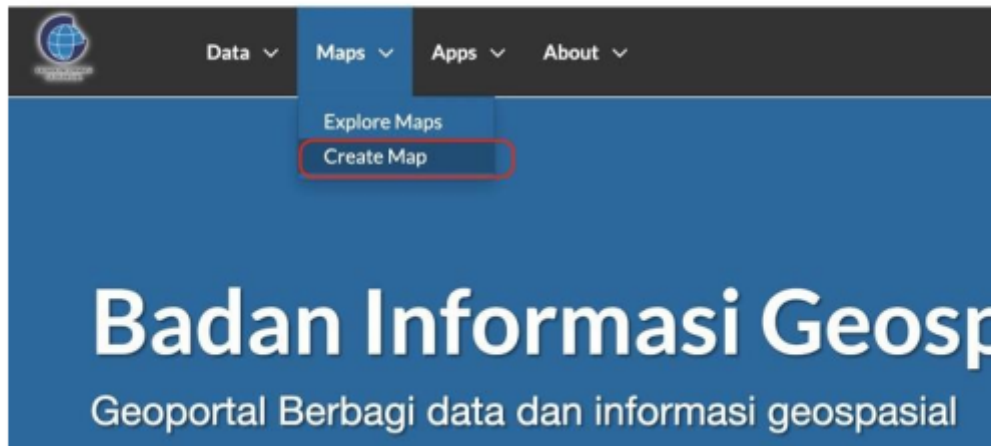 Data Maps Apps About
Explore Maps
Create Map
Badan Informasi Geosp
Geoportal Berbagi data dan informasi geospasial